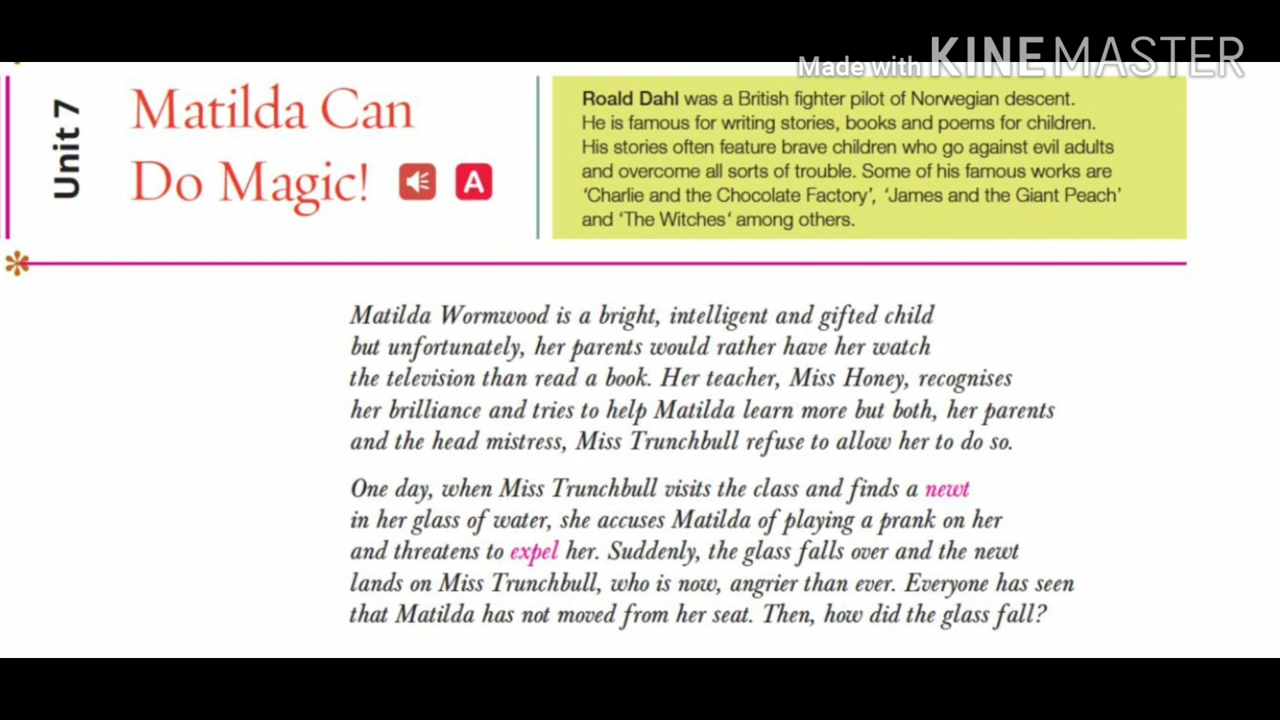 Made with KINEMASTER
Unit 7
Matilda Can
Do Magic!
A
Roald Dahl was a British fighter pilot of Norwegian descent.
He is famous for writing stories, books and poems for children.
His stories often feature brave children who go against evil adults
and overcome all sorts of trouble. Some of his famous works are
‘Charlie and the Chocolate Factory’, ‘James and the Giant Peach’
and ‘The Witches‘ among others.
Matilda Wormwood is a bright, intelligent and gifted child
but unfortunately, her parents would rather have her watch
the television than read a book. Her teacher, Miss Honey, recognises
her brilliance and tries to help Matilda learn more but both, her parents
and the head mistress, Miss Trunchbull refuse to allow her to do so.
One day, when Miss Trunchbull visits the class and finds a newt
in her glass of water, she accuses Matilda of playing a prank on her
and threatens to expel her. Suddenly, the glass falls over and the newt
lands on Miss Trunchbull, who is now, angrier than ever. Everyone has seen
that Matilda has not moved from her seat. Then, how did the glass fall?